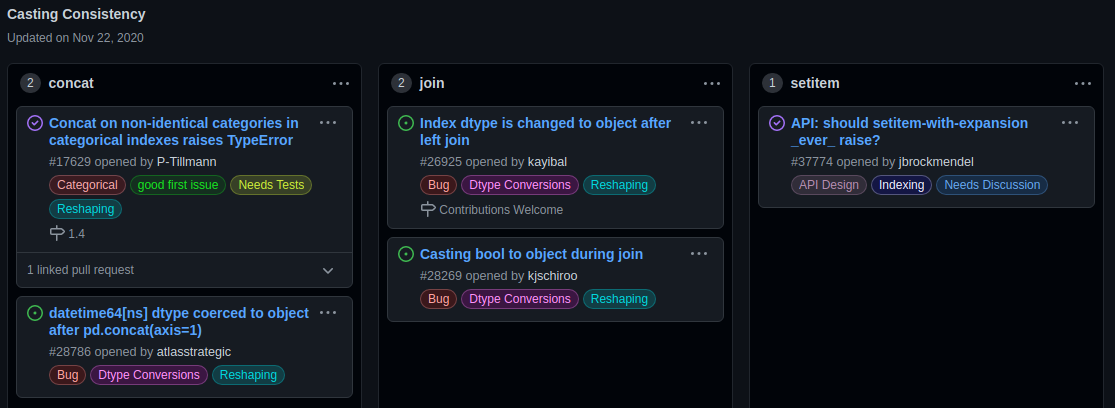 Casting Consistency
Updated on Nov 22, 2020
2 concat
Concat on non-identical categories in
categorical indexes raises TypeError
#17629 opened by P-Tillmann
Categorical good first issue Needs Tests
Reshaping
1.4
1 linked pull request
datetime64[ns] dtype coerced to object
after pd.concat(axis=1)
#28786 opened by atlasstrategic
Bug Dtype Conversions Reshaping
2 join
Index dtype is changed to object after
left join
#26925 opened by kayibal
Bug Dtype Conversions Reshaping
Contributions Welcome
Casting bool to object during join
#28269 opened by kjschiroo
Bug Dtype Conversions Reshaping
1 setitem
API: should setitem-with-expansion
_ever_ raise?
#37774 opened by jbrockmendel
API Design Indexing Needs Discussion